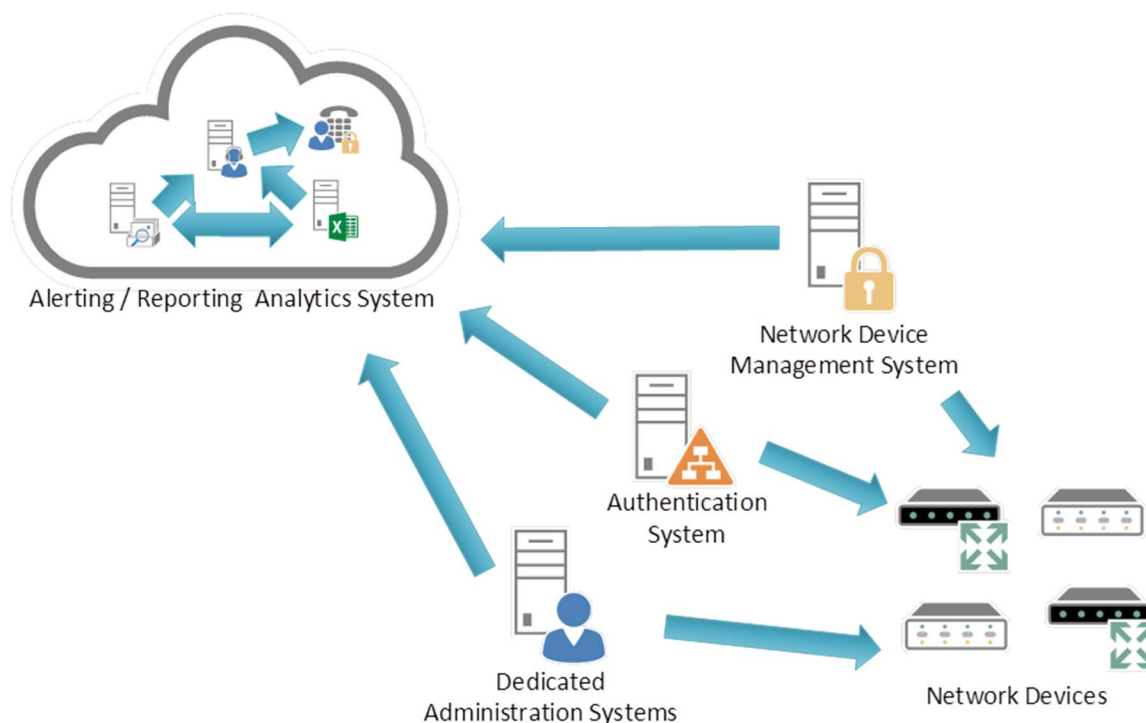 Alerting / Reporting  Analytics System
Network Device
Management System
Authentication
System
Dedicated
Administration Systems
Network Devices
X